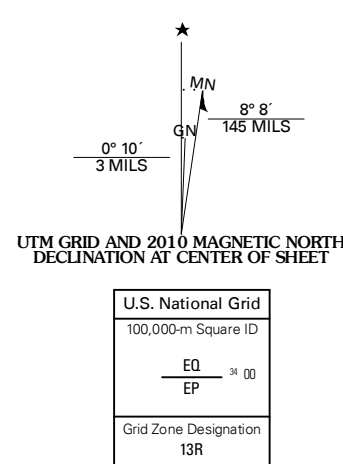 ★
MN
GN
8° 8´
145 MILS
0° 10´
3 MILS
UTM GRID AND 2010 MAGNETIC NORTH
DECLINATION AT CENTER OF SHEET
U.S. National Grid
100,000-m Square ID
EQ
34 00
EP
Grid Zone Designation
13R